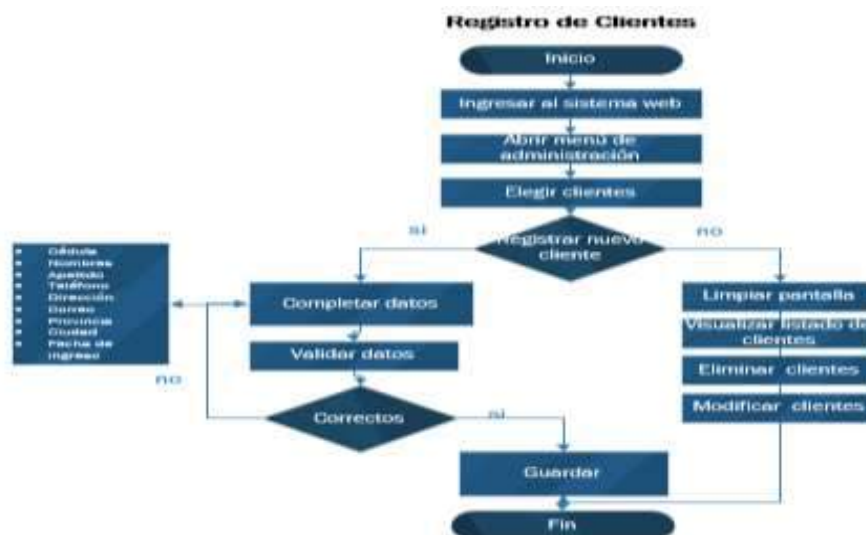 Registro de Clientes
Inicio
Ingresar al sistema web
Abrir menú de
administración
Elegir clientes
si
Registrar nuevo
cliente
no
Cédula
Nombres
Apellido
Teléfono
Dirección
Correo
Provincia
Ciudad
Fecha de
ingreso
Completar datos
Validar datos
no
Correctos
si
Limpiar pantalla
Visualizar listado de
clientes
Eliminar clientes
Modificar clientes
Guardar
Fin